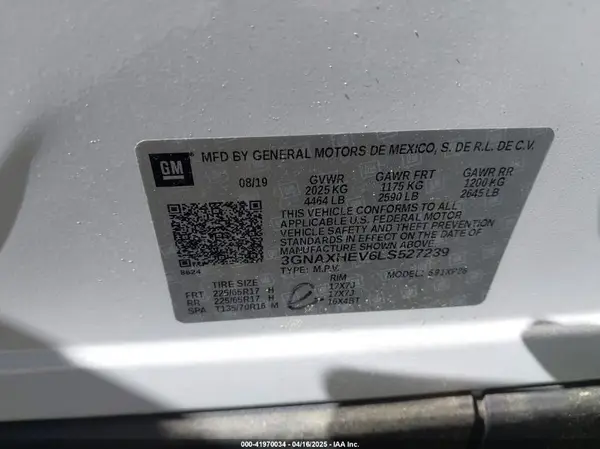 GM MFD BY GENERAL MOTORS DE MEXICO, S. DE R.L. DE C.V.
08/19 GVWR GAWR FRT GAWR RR
2025 KG 1175 KG 1200 KG
4464 LB 2590 LB 2645 LB
THIS VEHICLE CONFORMS TO ALL
APPLICABLE U.S. FEDERAL MOTOR
VEHICLE SAFETY AND THEFT PREVENTION
STANDARDS IN EFFECT ON THE DATE OF
MANUFACTURE SHOWN ABOVE.
3GNAXHEV6LS527239
TYPE: M.P.V. MODEL:
TIRE SIZE RIM
FRT 225/65R17 H 17X7J
RR 225/65R17 H 17X7J
SPA T135/70R16 M 16X4BT
000-41970034 - 04/16/2025 - IAA Inc.